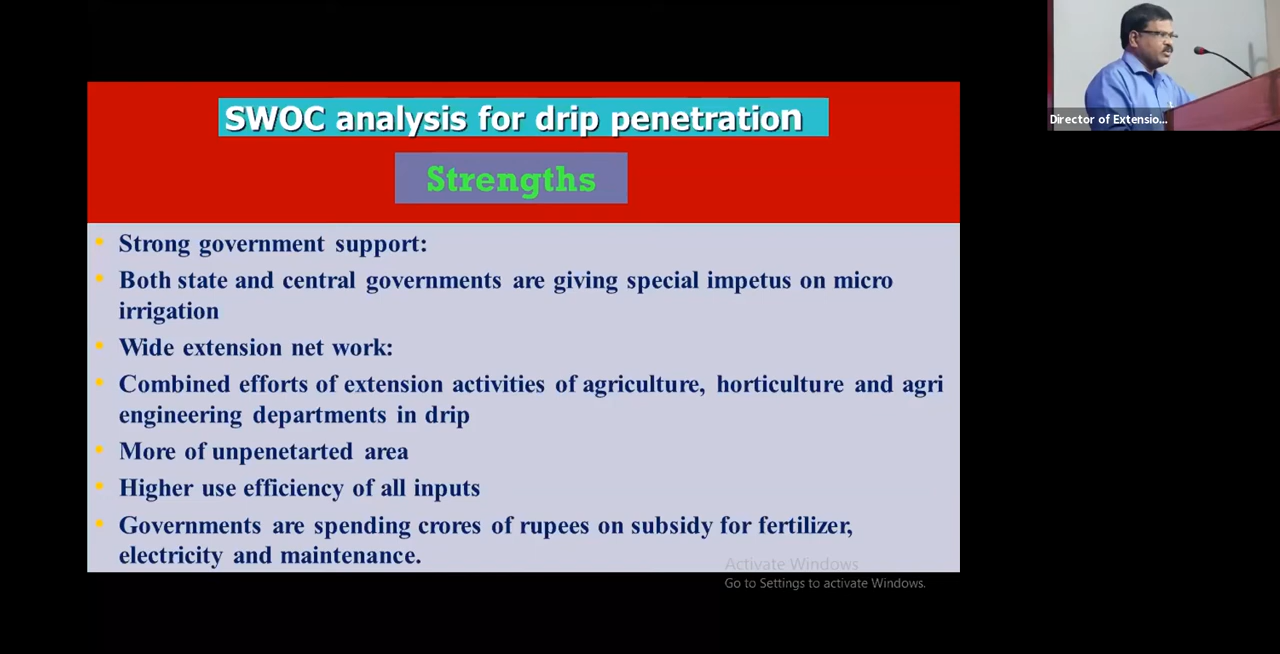 SWOC analysis for drip penetration
Strengths
• Strong government support:
• Both state and central governments are giving special impetus on micro
irrigation
• Wide extension net work:
• Combined efforts of extension activities of agriculture, horticulture and agri
engineering departments in drip
• More of unpenetarted area
• Higher use efficiency of all inputs
• Governments are spending crores of rupees on subsidy for fertilizer,
electricity and maintenance.
Activate Windows
Go to Settings to activate Windows.
Director of Extensio...